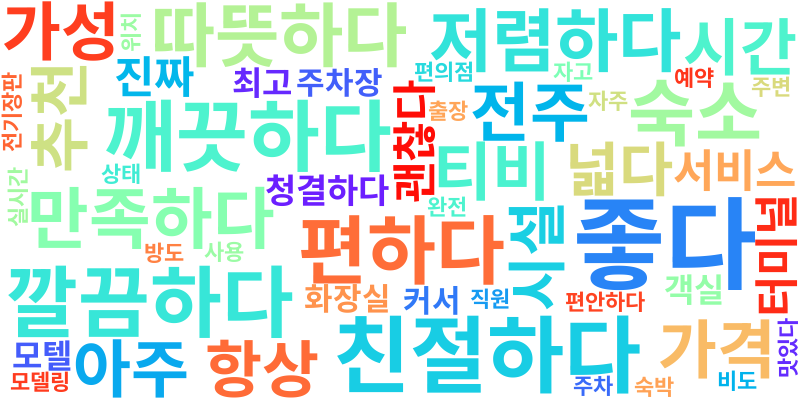 가성
위치
따뜻하다
저렴하다
시간
전기장판
추천
진짜
최고
주차장
편의점
자고
예약
주변
깨끗하다
괜찮다
출장
전주
자주
숙소
상태
청결하다
티비
넓다
서비스
실시간
만족하다
완전
시설
좋다
터미널
방도
사용
편하다
깔끔하다
화장실
커서
직원
편안하다
객실
모텔
모델링
아주
항상
친절하다
가격
주차
숙박
비도
맛있다